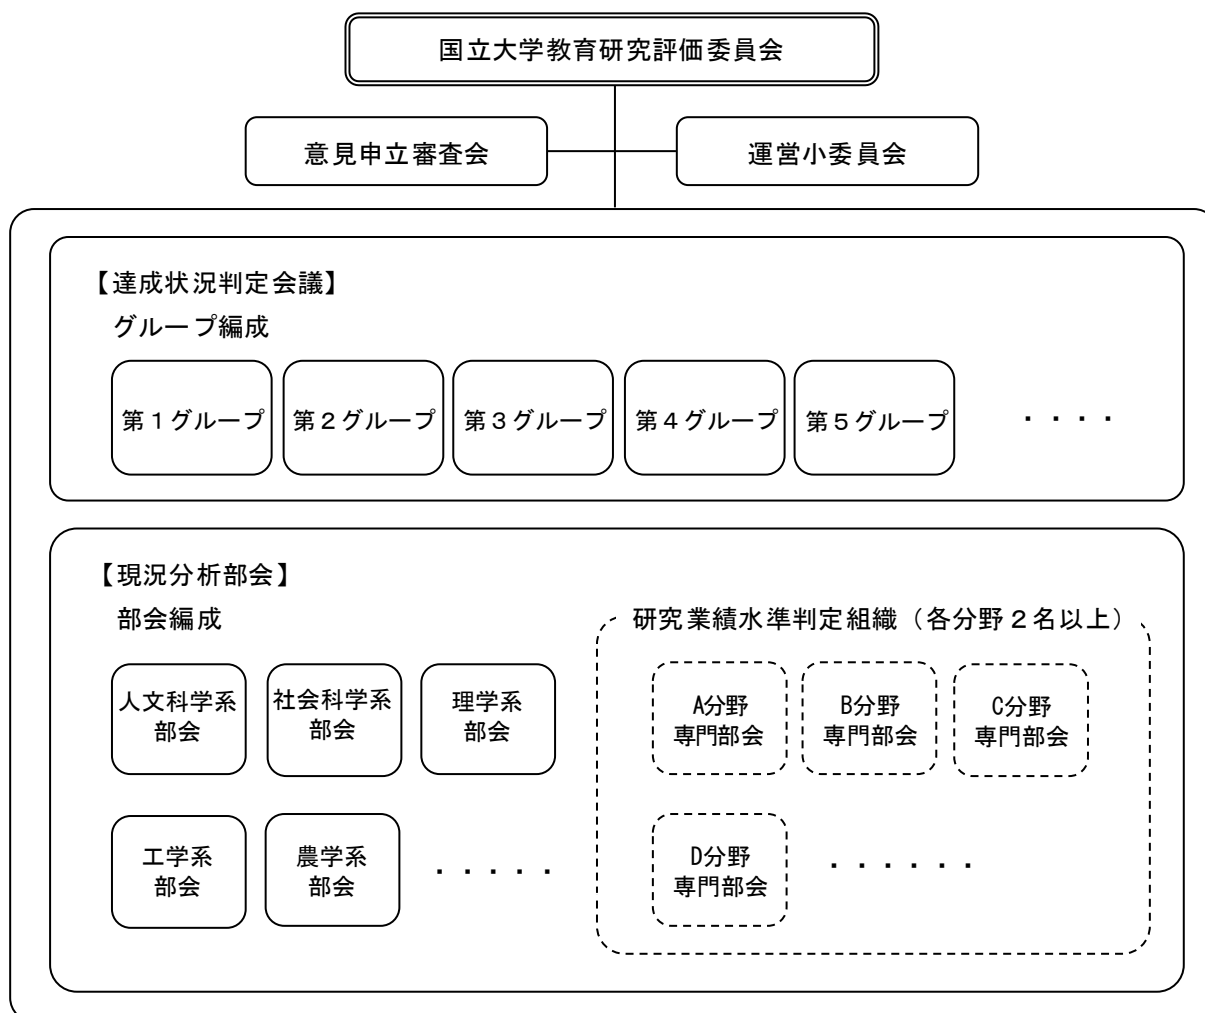 国立大学教育研究評価委員会
意見申立審査会
運営小委員会
【達成状況判定会議】
グループ編成
第1グループ
第2グループ
第3グループ
第4グループ
第5グループ
・・・・
【現況分析部会】
部会編成
人文科学系
部会
社会科学系
部会
理学系
部会
工学系
部会
農学系
部会
・・・・・
研究業績水準判定組織（各分野２名以上）
A分野
専門部会
B分野
専門部会
C分野
専門部会
D分野
専門部会
・・・・・・